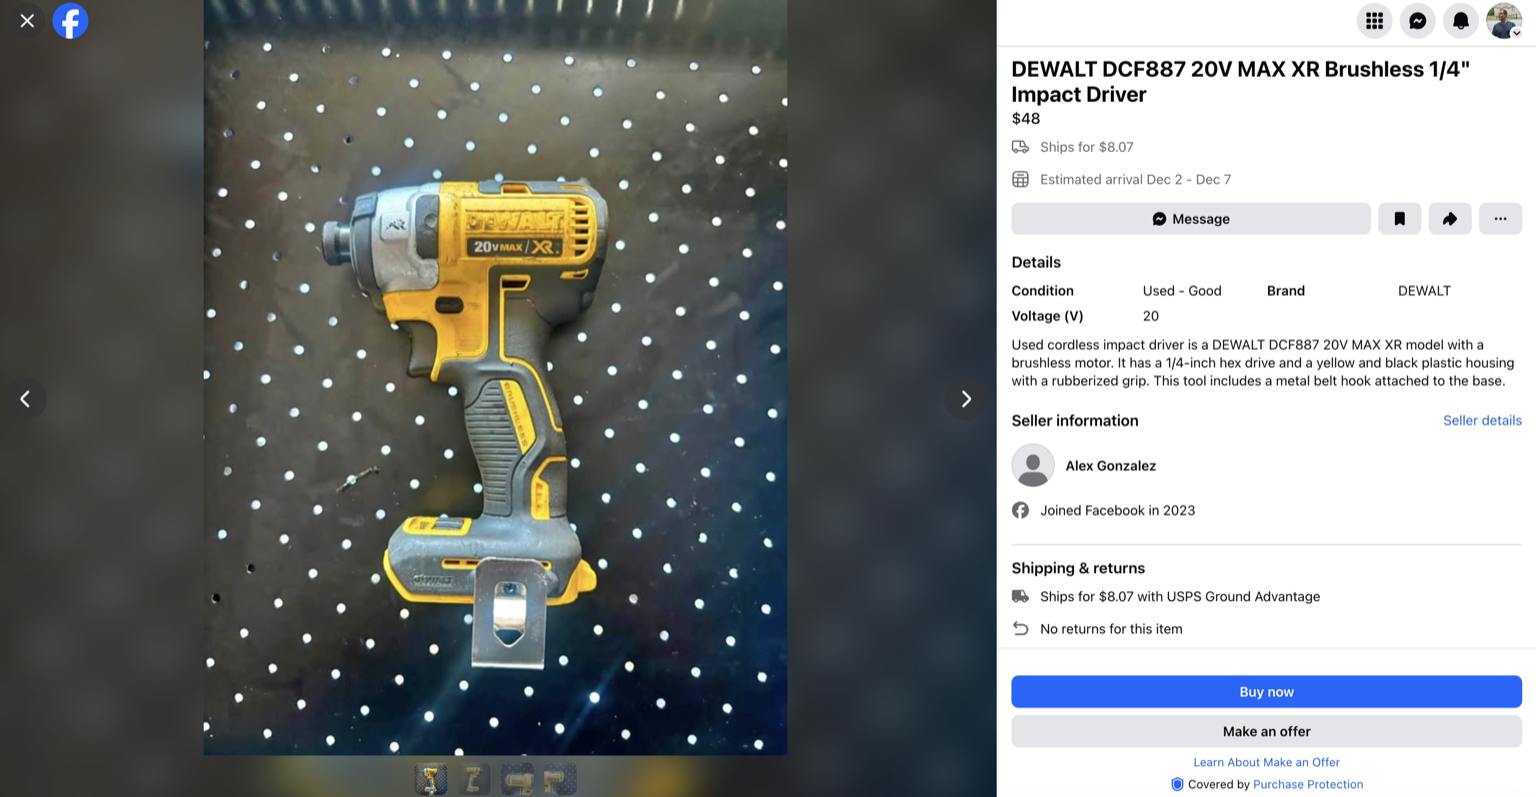 DEWALT DCF887 20V MAX XR Brushless 1/4"
Impact Driver
$48
Ships for $8.07
Estimated arrival Dec 2 - Dec 7
Message
Details
Condition Used - Good Brand DEWALT
Voltage (V) 20
Used cordless impact driver is a DEWALT DCF887 20V MAX XR model with a
brushless motor. It has a 1/4-inch hex drive and a yellow and black plastic housing
with a rubberized grip. This tool includes a metal belt hook attached to the base.
Seller information Seller details
Alex Gonzalez
Joined Facebook in 2023
Shipping & returns
Ships for $8.07 with USPS Ground Advantage
No returns for this item
Buy now
Make an offer
Learn About Make an Offer
Covered by Purchase Protection
XR
DEWALT
20V MAX / XR
BRUSHLESS
DEWALT